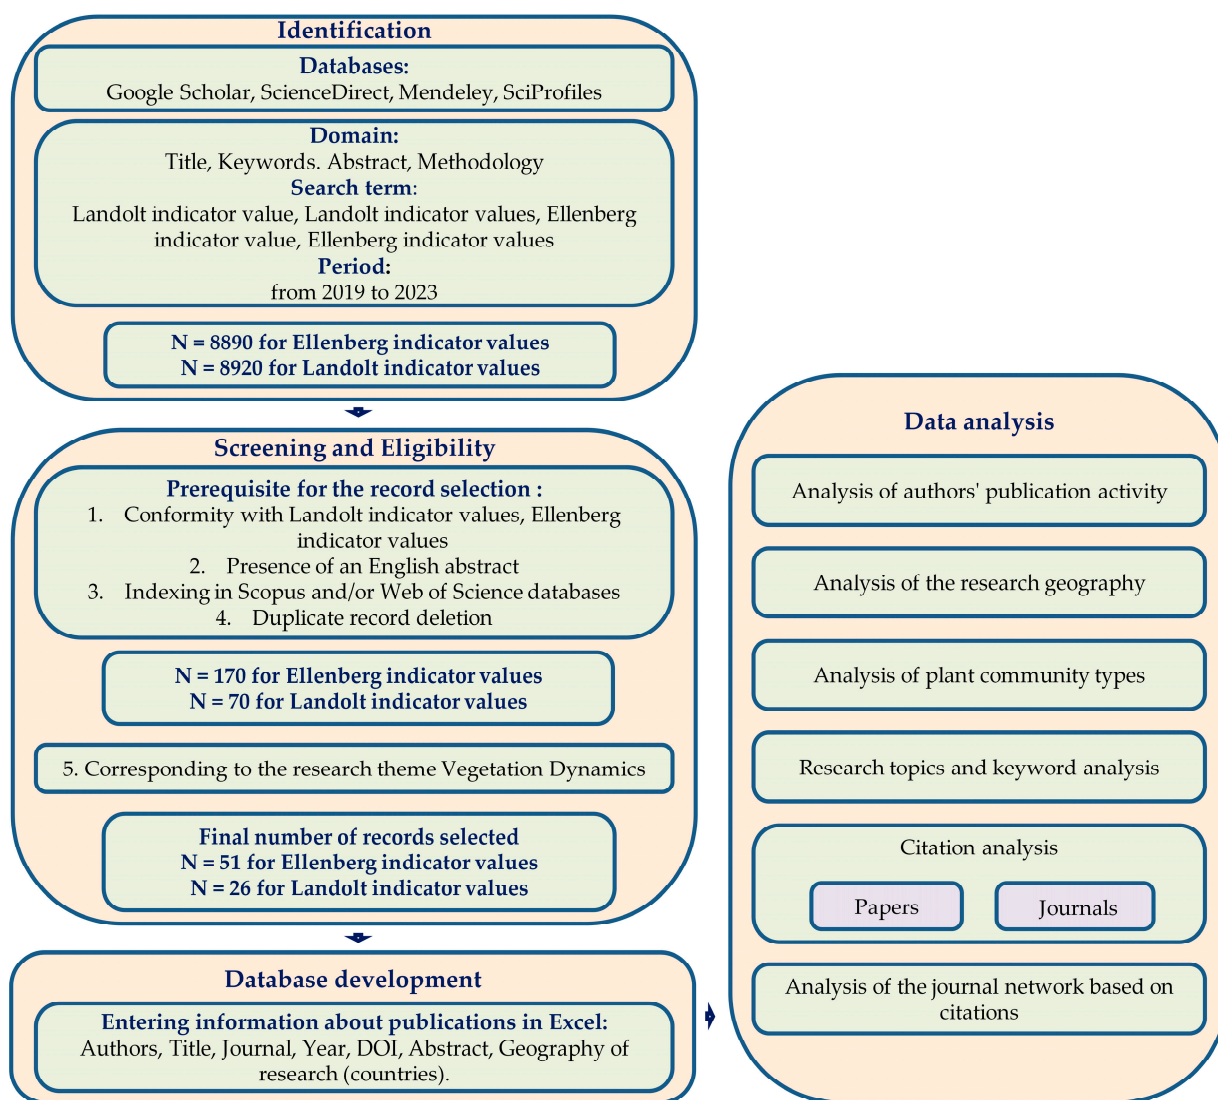 Identification
Databases:
Google Scholar, ScienceDirect, Mendeley, SciProfiles
Domain:
Title, Keywords. Abstract, Methodology
Search term:
Landolt indicator value, Landolt indicator values, Ellenberg
indicator value, Ellenberg indicator values
Period:
from 2019 to 2023
N = 8890 for Ellenberg indicator values
N = 8920 for Landolt indicator values
Screening and Eligibility
Prerequisite for the record selection :
1. Conformity with Landolt indicator values, Ellenberg
indicator values
2. Presence of an English abstract
3. Indexing in Scopus and/or Web of Science databases
4. Duplicate record deletion
N = 170 for Ellenberg indicator values
N = 70 for Landolt indicator values
5. Corresponding to the research theme Vegetation Dynamics
Final number of records selected
N = 51 for Ellenberg indicator values
N = 26 for Landolt indicator values
Database development
Entering information about publications in Excel:
Authors, Title, Journal, Year, DOI, Abstract, Geography of
research (countries).
Data analysis
Analysis of authors' publication activity
Analysis of the research geography
Analysis of plant community types
Research topics and keyword analysis
Citation analysis
Papers
Journals
Analysis of the journal network based on
citations